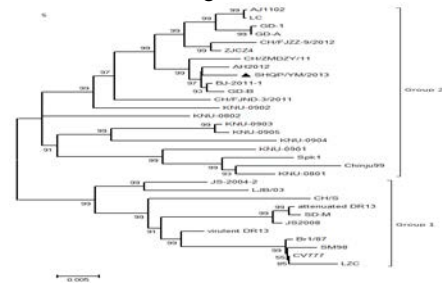 AJ1102
LC
GD-1
GD-A
CH/FJZZ-9/2012
ZJCZ4
CH/ZMDZY/11
AH2012
SHQP/YM/2013
BJ-2011-1
GD-B
CH/FJND-3/2011
KNU-0902
KNU-0802
KNU-0903
KNU-0905
KNU-0904
KNU-0901
Spk1
Chinju99
KNU-0801
Group 2
JS-2004-2
LJB/03
CH/S
attenuated DR13
SD-M
JS2008
virulent DR13
Br1/87
SM98
CV777
LZC
Group 1
0.005